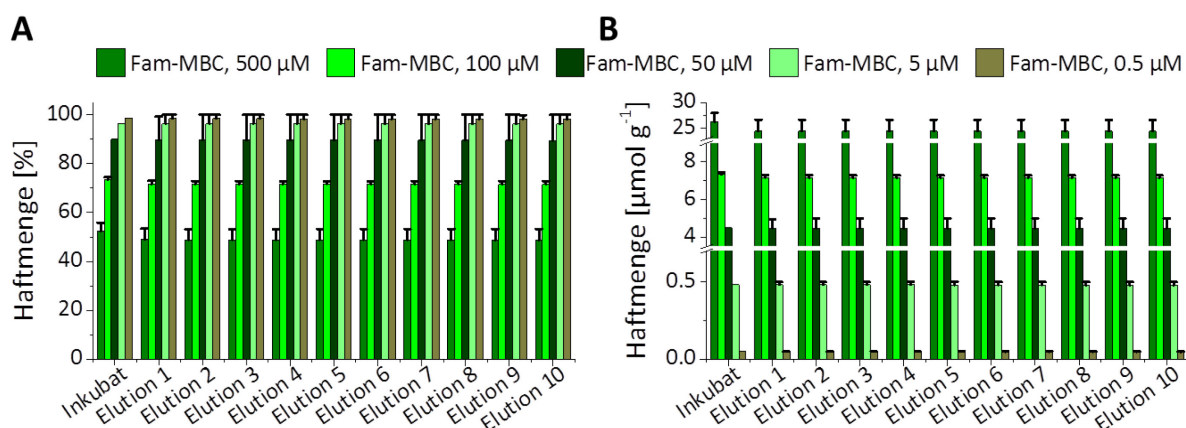 A
B
Fam-MBC, 500 µM
Fam-MBC, 100 µM
Fam-MBC, 50 µM
Fam-MBC, 5 µM
Fam-MBC, 0.5 µM
Haftmenge [%]
100
80
60
40
20
0
Inkubat
Elution 1
Elution 2
Elution 3
Elution 4
Elution 5
Elution 6
Elution 7
Elution 8
Elution 9
Elution 10
Haftmenge [µmol g⁻¹]
30
25
8
6
4
0.5
0.0
Inkubat
Elution 1
Elution 2
Elution 3
Elution 4
Elution 5
Elution 6
Elution 7
Elution 8
Elution 9
Elution 10